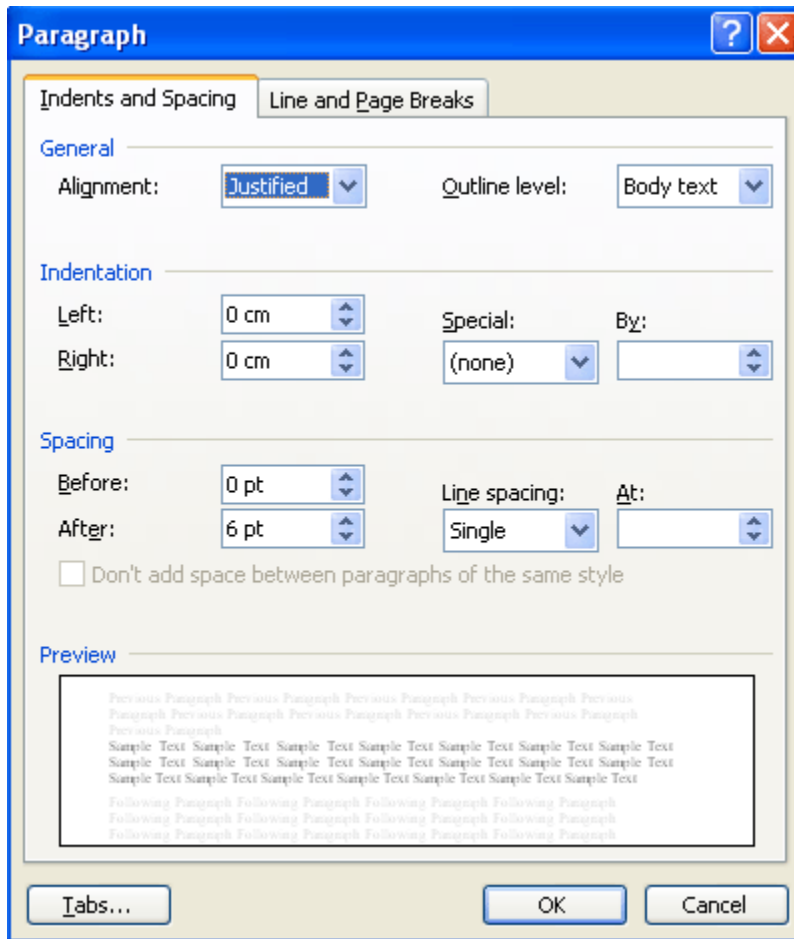 Paragraph
Indents and Spacing Line and Page Breaks
General
Alignment: Justified Outline level: Body text
Indentation
Left: 0 cm Special: By:
Right: 0 cm (none)
Spacing
Before: 0 pt Line spacing: At:
After: 6 pt Single
Don't add space between paragraphs of the same style
Preview
Previous Paragraph Previous Paragraph Previous Paragraph Previous Paragraph Previous
Paragraph Previous Paragraph Previous Paragraph Previous Paragraph Previous Paragraph
Previous Paragraph
Sample Text Sample Text Sample Text Sample Text Sample Text Sample Text Sample Text
Sample Text Sample Text Sample Text Sample Text Sample Text Sample Text Sample Text
Sample Text Sample Text Sample Text Sample Text Sample Text Sample Text Sample Text
Following Paragraph Following Paragraph Following Paragraph Following Paragraph
Following Paragraph Following Paragraph Following Paragraph Following Paragraph
Following Paragraph Following Paragraph Following Paragraph Following Paragraph
Tabs... OK Cancel